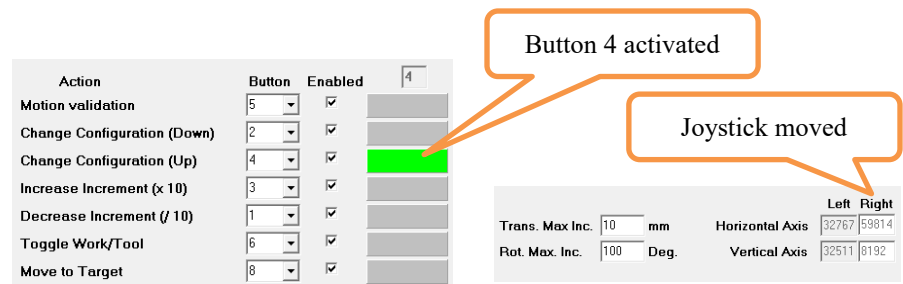 Button 4 activated
Action Button Enabled 4
Motion validation 5
Change Configuration (Down) 2
Change Configuration (Up) 4
Increase Increment (x 10) 3
Decrease Increment (/ 10) 1
Toggle Work/Tool 6
Move to Target 8
Joystick moved
Left Right
Trans. Max Inc. 10 mm Horizontal Axis 32767 59814
Rot. Max. Inc. 100 Deg. Vertical Axis 32511 8192